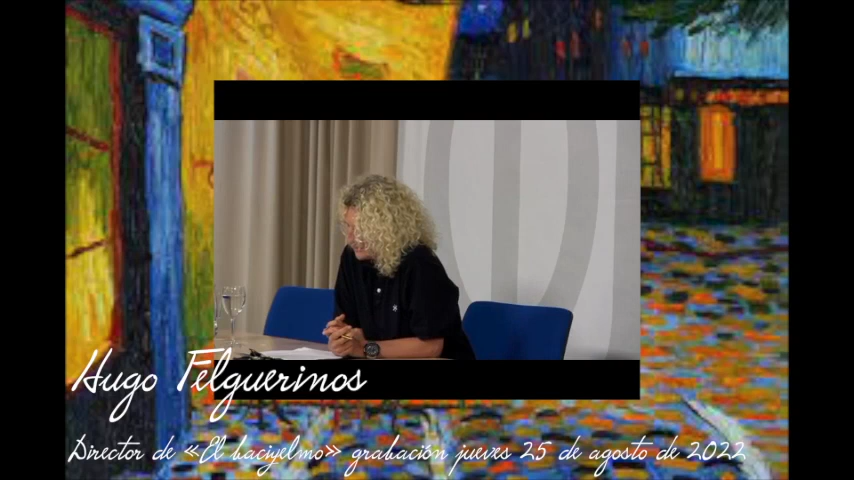 Hugo Felguerinos
Director de «El baciyelmo» grabación jueves 25 de agosto de 2022